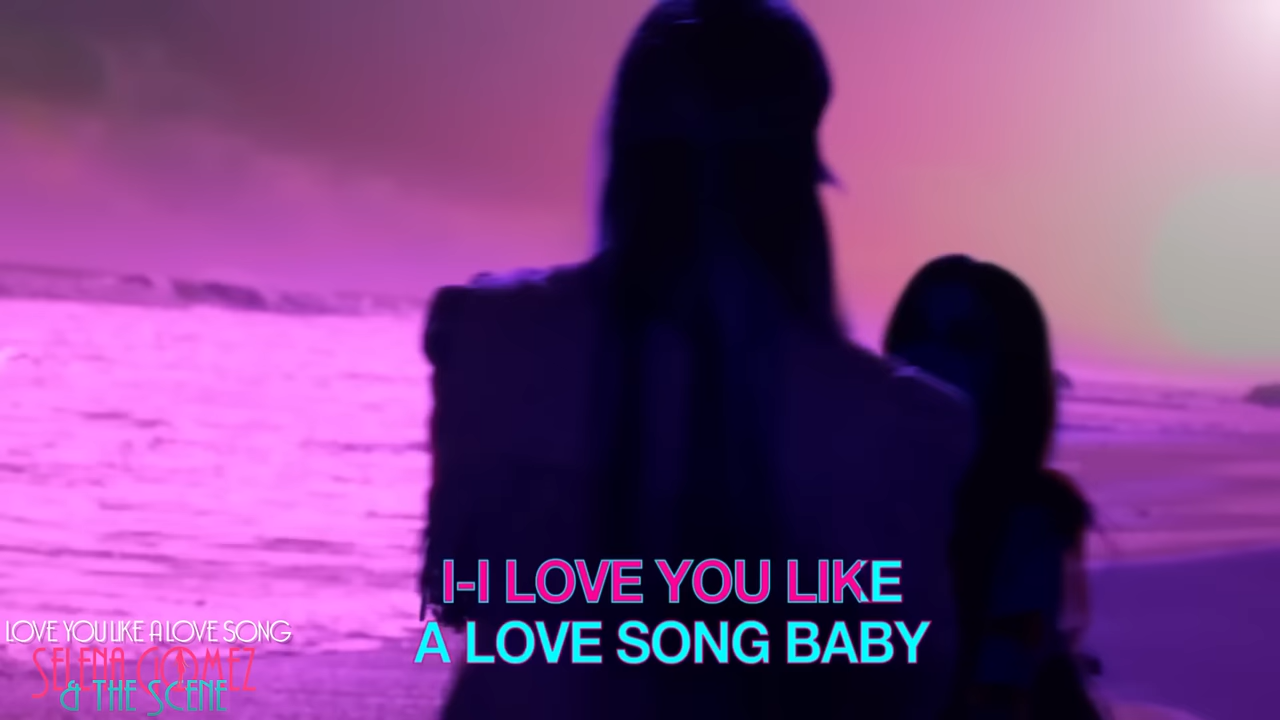 I-I LOVE YOU LIKE
A LOVE SONG BABY
LOVE YOU LIKE A LOVE SONG
SELENA GOMEZ
& THE SCENE